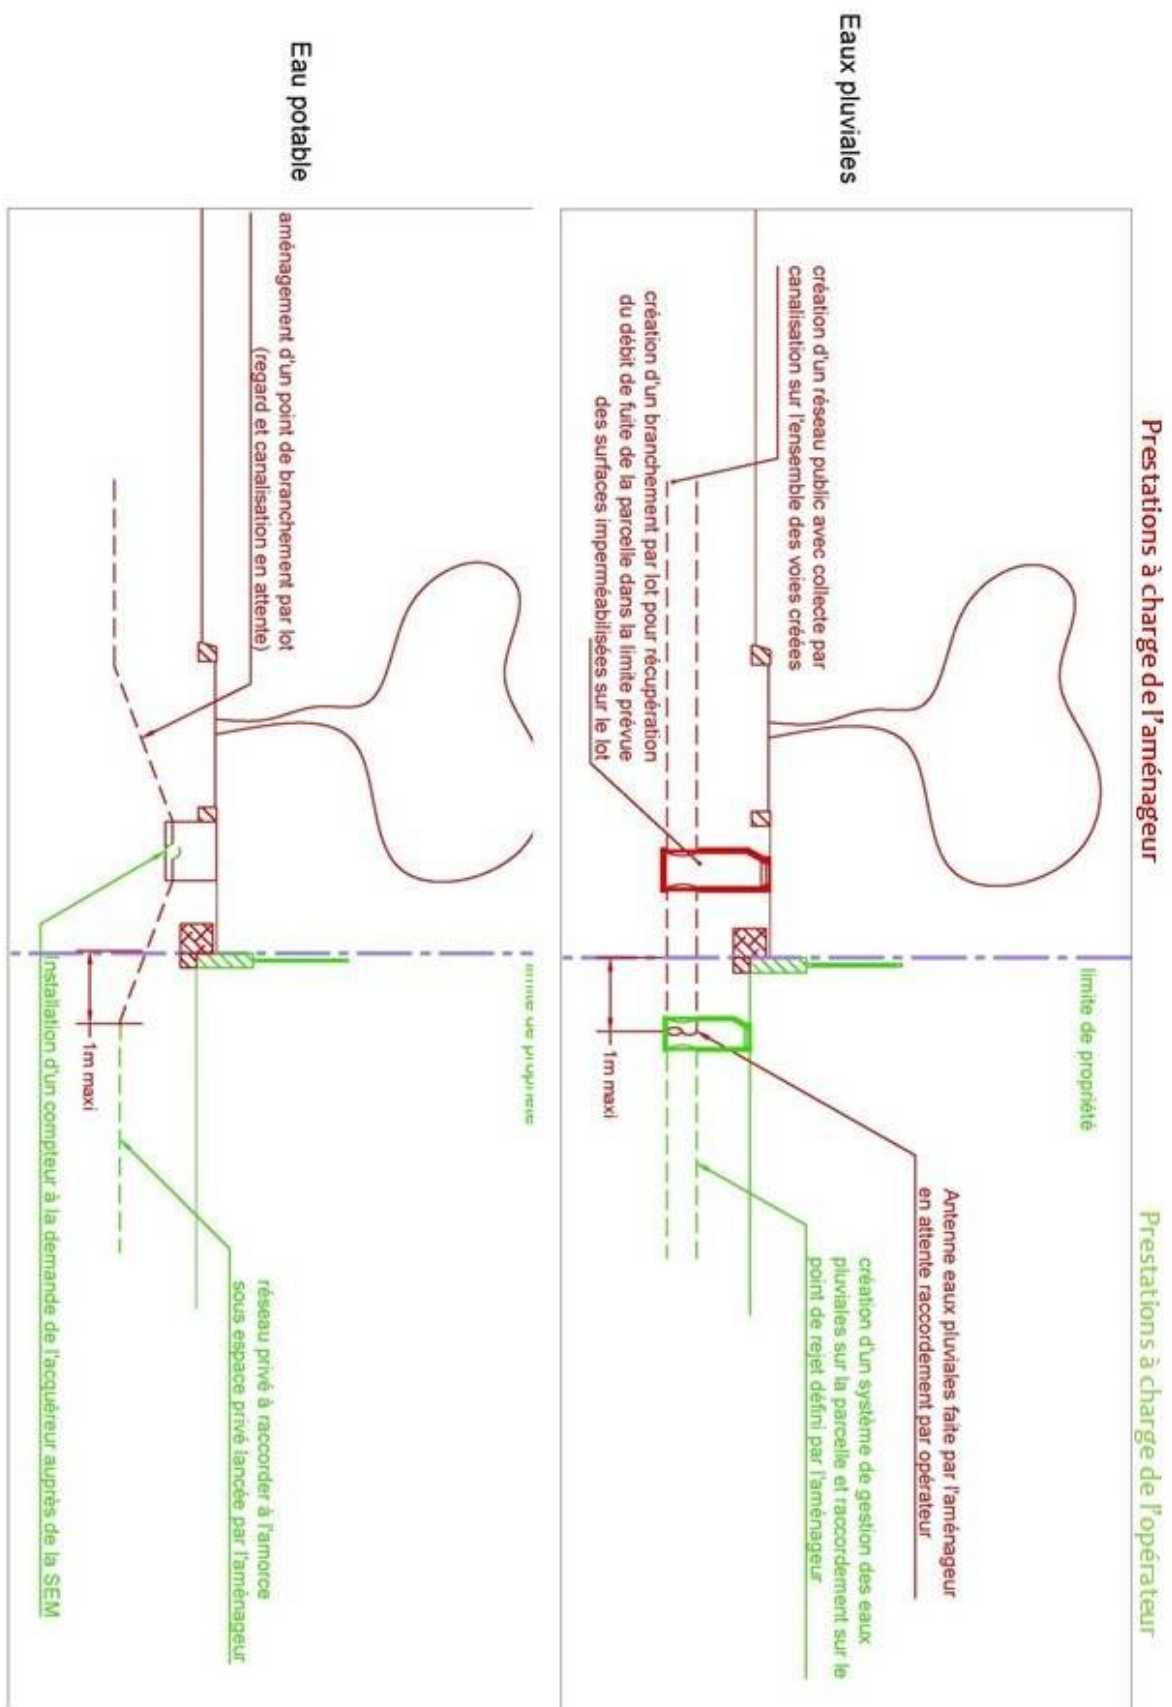 Prestations à charge de l'aménageur
Prestations à charge de l'opérateur
Eaux pluviales
limite de propriété
création d'un réseau public avec collecte par
canalisation sur l'ensemble des voies créées
création d'un branchement par lot pour récupération
du débit de fuite de la parcelle dans la limite prévue
des surfaces imperméabilisées sur le lot
1m maxi
Antenne eaux pluviales faite par l'aménageur
en attente raccordement par opérateur
création d'un système de gestion des eaux
pluviales sur la parcelle et raccordement sur le
point de rejet défini par l'aménageur
Eau potable
limite de propriété
aménagement d'un point de branchement par lot
(regard et canalisation en attente)
1m maxi
réseau privé à raccorder à l'amorce
sous espace privé lancée par l'aménageur
installation d'un compteur à la demande de l'acquéreur auprès de la SEM